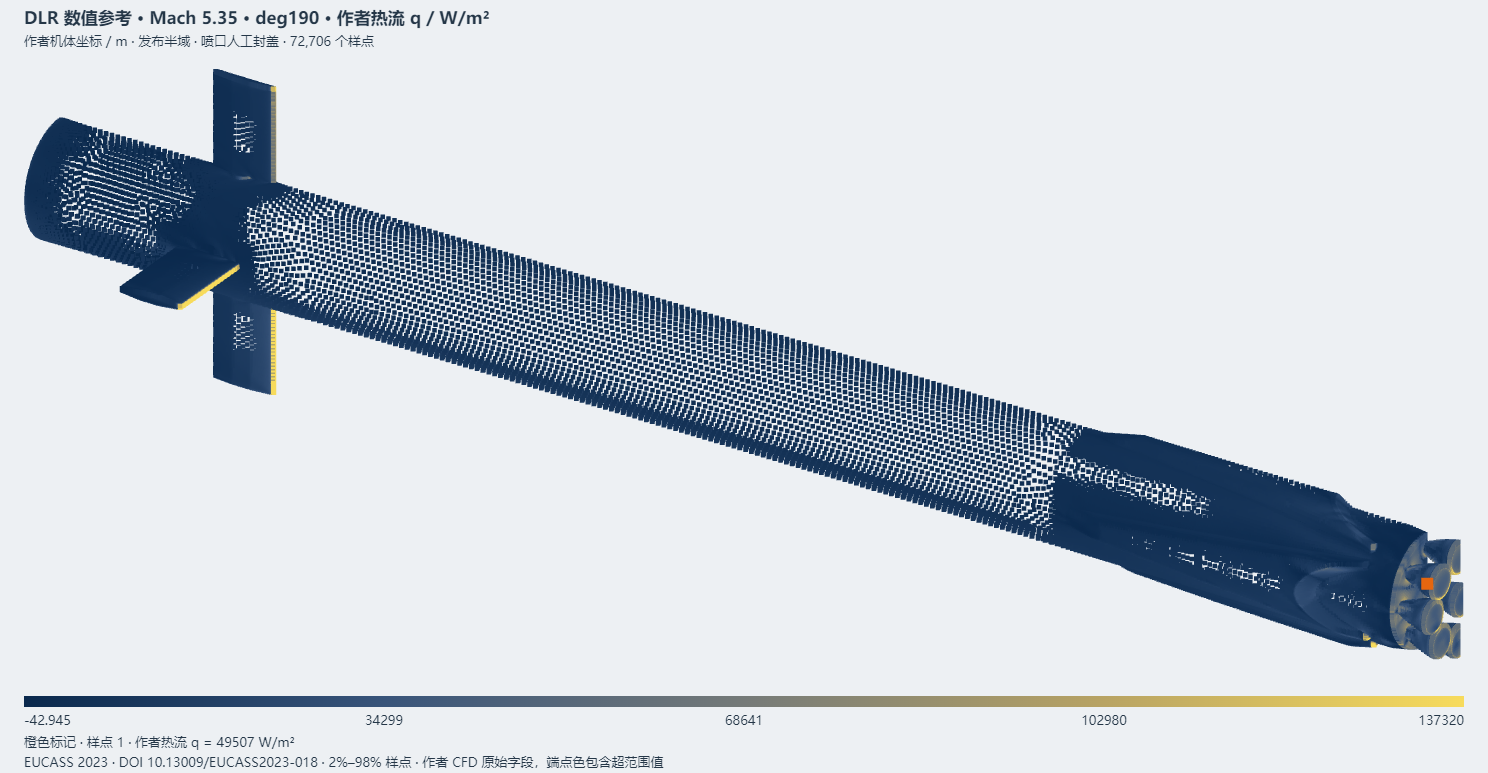 DLR 数值参考 • Mach 5.35 • deg190 • 作者热流 q / W/m²
作者机体坐标 / m · 发布半域 · 喷口人工封盖 · 72,706 个样点
-42.945
34299
68641
102980
137320
橙色标记 · 样点 1 · 作者热流 q = 49507 W/m²
EUCASS 2023 · DOI 10.13009/EUCASS2023-018 · 2%–98% 样点 · 作者 CFD 原始字段，端点色包含超范围值